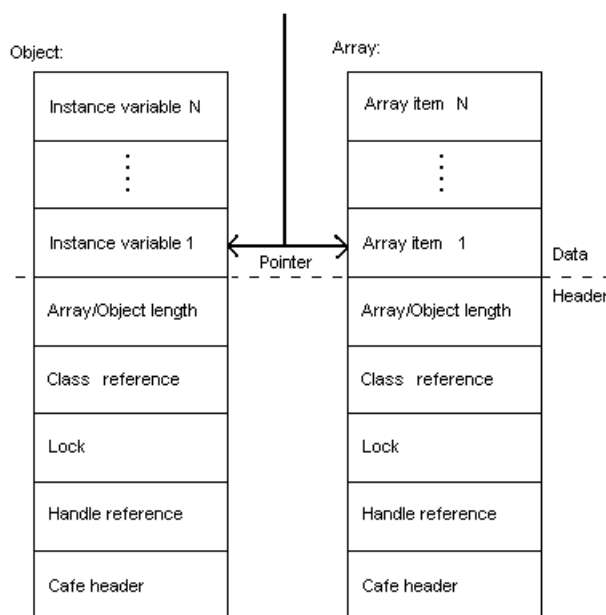 Object:
Instance variable N
Instance variable 1
Array/Object length
Class reference
Lock
Handle reference
Cafe header
Pointer
Array:
Array item N
Array item 1
Array/Object length
Class reference
Lock
Handle reference
Cafe header
Data
Header